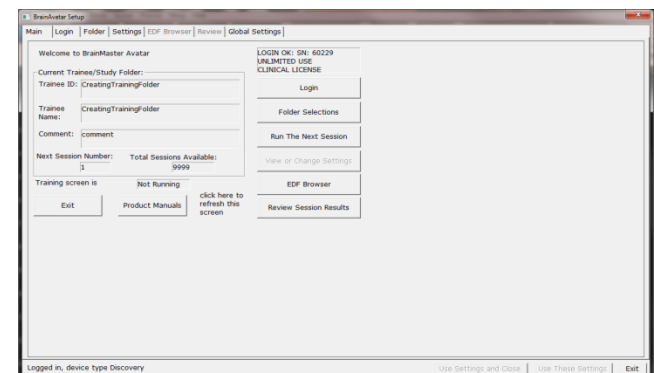 BrainAvatar Setup
Main Login Folder Settings EDF Browser Review Global Settings
Welcome to BrainMaster Avatar
LOGIN OK: SN: 60229
UNLIMITED USE
CLINICAL LICENSE
Current Trainee/Study Folder:
Trainee ID: CreatingTrainingFolder
Login
Trainee Name: CreatingTrainingFolder
Folder Selections
Comment: comment
Run The Next Session
Next Session Number: Total Sessions Available:
1 9999
View or Change Settings
Training screen is Not Running
EDF Browser
click here to
refresh this
screen
Exit Product Manuals
Review Session Results
Logged in, device type Discovery
Use Settings and Close Use These Settings Exit